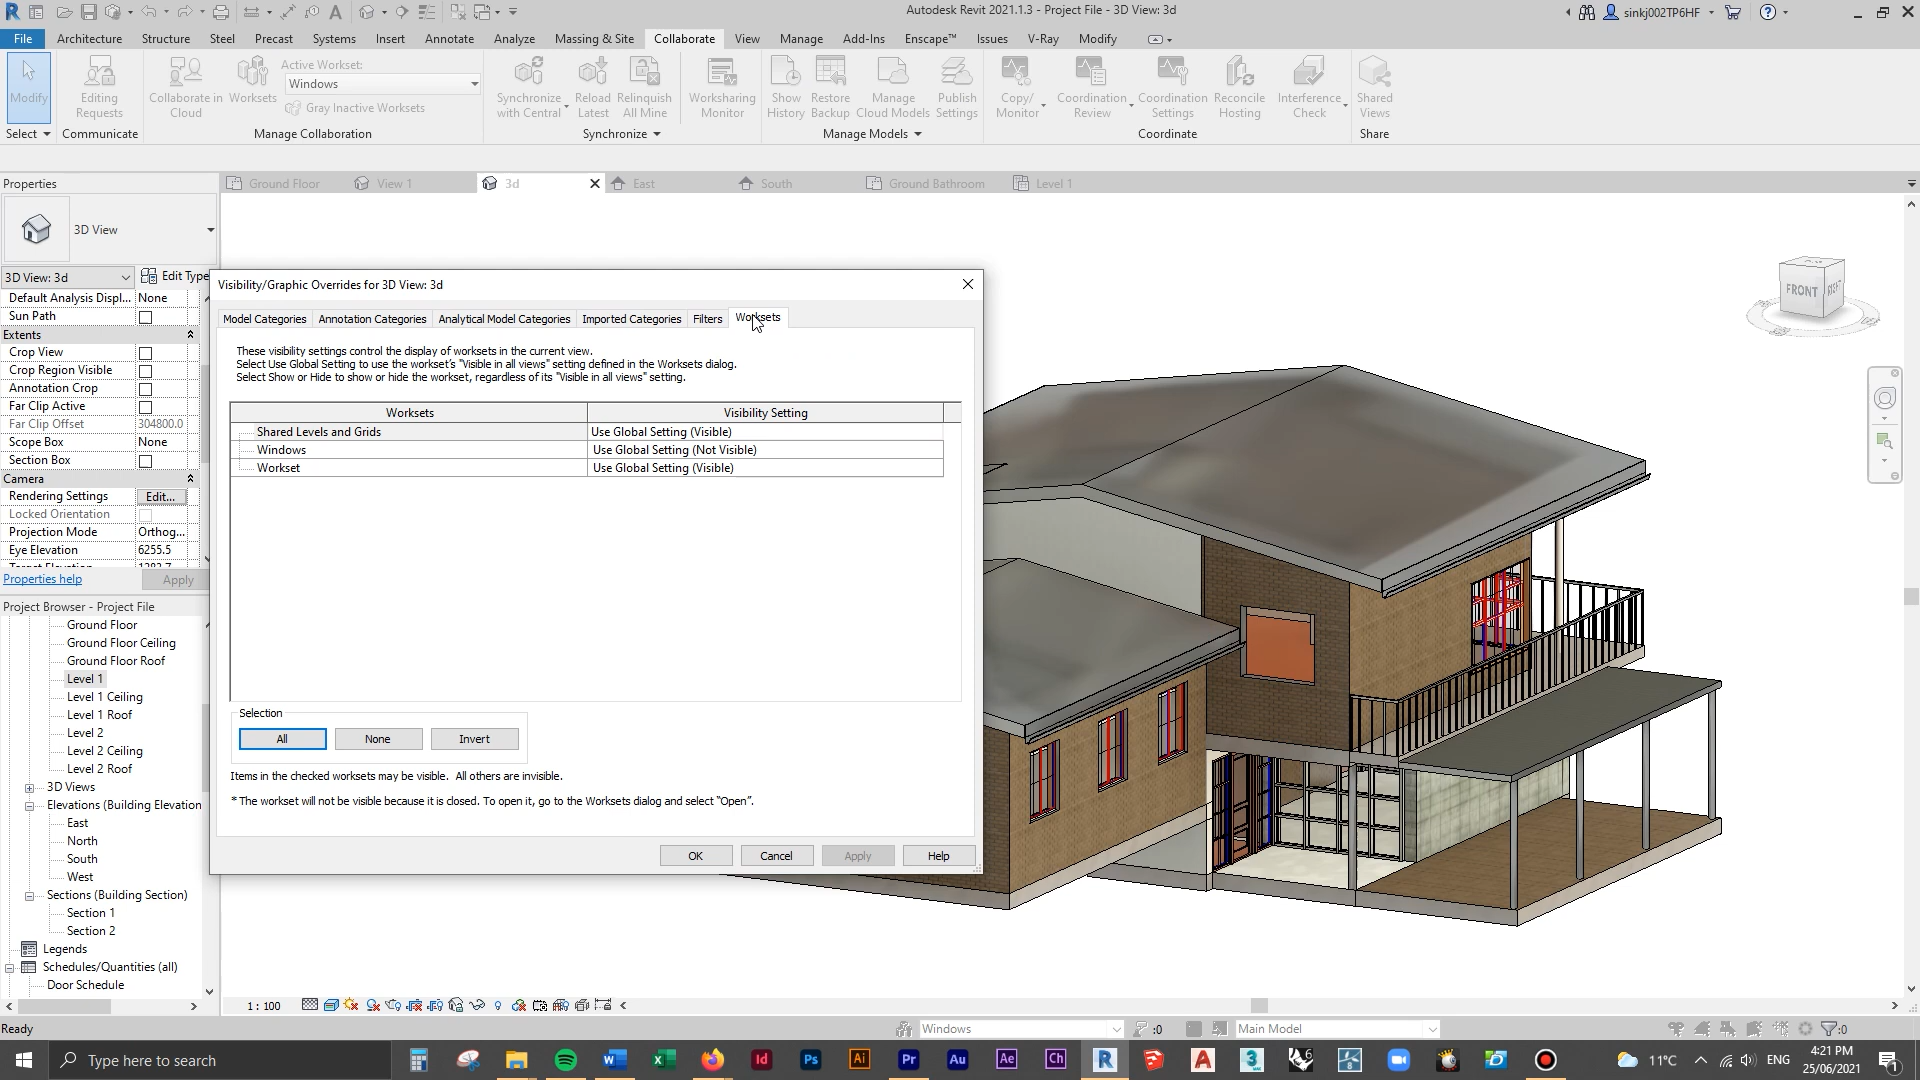 Autodesk Revit 2021.1.3 - Project File - 3D View: 3d
sinkj002TP6HF
File Architecture Structure Steel Precast Systems Insert Annotate Analyze Massing & Site Collaborate View Manage Add-Ins Enscape™ Issues V-Ray Modify
Modify
Select
Editing Requests
Communicate
Collaborate in Cloud
Worksets
Active Workset:
Windows
Gray Inactive Worksets
Manage Collaboration
Synchronize with Central
Reload Latest
Relinquish All Mine
Synchronize
Worksharing Monitor
Show History
Restore Backup
Manage Cloud Models
Publish Settings
Manage Models
Copy/ Monitor
Coordination Review
Coordination Settings
Reconcile Hosting
Interference Check
Coordinate
Shared Views
Share
Properties
Ground Floor View 1 3d East South Ground Bathroom Level 1
3D View
3D View: 3d Edit Type
Default Analysis Displ... None
Sun Path
Extents
Crop View
Crop Region Visible
Annotation Crop
Far Clip Active
Far Clip Offset 304800.0
Scope Box None
Section Box
Camera
Rendering Settings Edit...
Locked Orientation
Projection Mode Orthog...
Eye Elevation 6255.5
Properties help Apply
Project Browser - Project File
Ground Floor
Ground Floor Ceiling
Ground Floor Roof
Level 1
Level 1 Ceiling
Level 1 Roof
Level 2
Level 2 Ceiling
Level 2 Roof
3D Views
Elevations (Building Elevation
East
North
South
West
Sections (Building Section)
Section 1
Section 2
Legends
Schedules/Quantities (all)
Door Schedule
Visibility/Graphic Overrides for 3D View: 3d
Model Categories Annotation Categories Analytical Model Categories Imported Categories Filters Worksets
These visibility settings control the display of worksets in the current view.
Select Use Global Setting to use the workset's "Visible in all views" setting defined in the Worksets dialog.
Select Show or Hide to show or hide the workset, regardless of its "Visible in all views" setting.
Worksets Visibility Setting
Shared Levels and Grids Use Global Setting (Visible)
Windows Use Global Setting (Not Visible)
Workset Use Global Setting (Visible)
Selection
All None Invert
Items in the checked worksets may be visible. All others are invisible.
* The workset will not be visible because it is closed. To open it, go to the Worksets dialog and select “Open”.
OK Cancel Apply Help
FRONT RIGHT
1 : 100
Ready
Windows :0 Main Model :0
Type here to search
11°C ENG 4:21 PM
25/06/2021